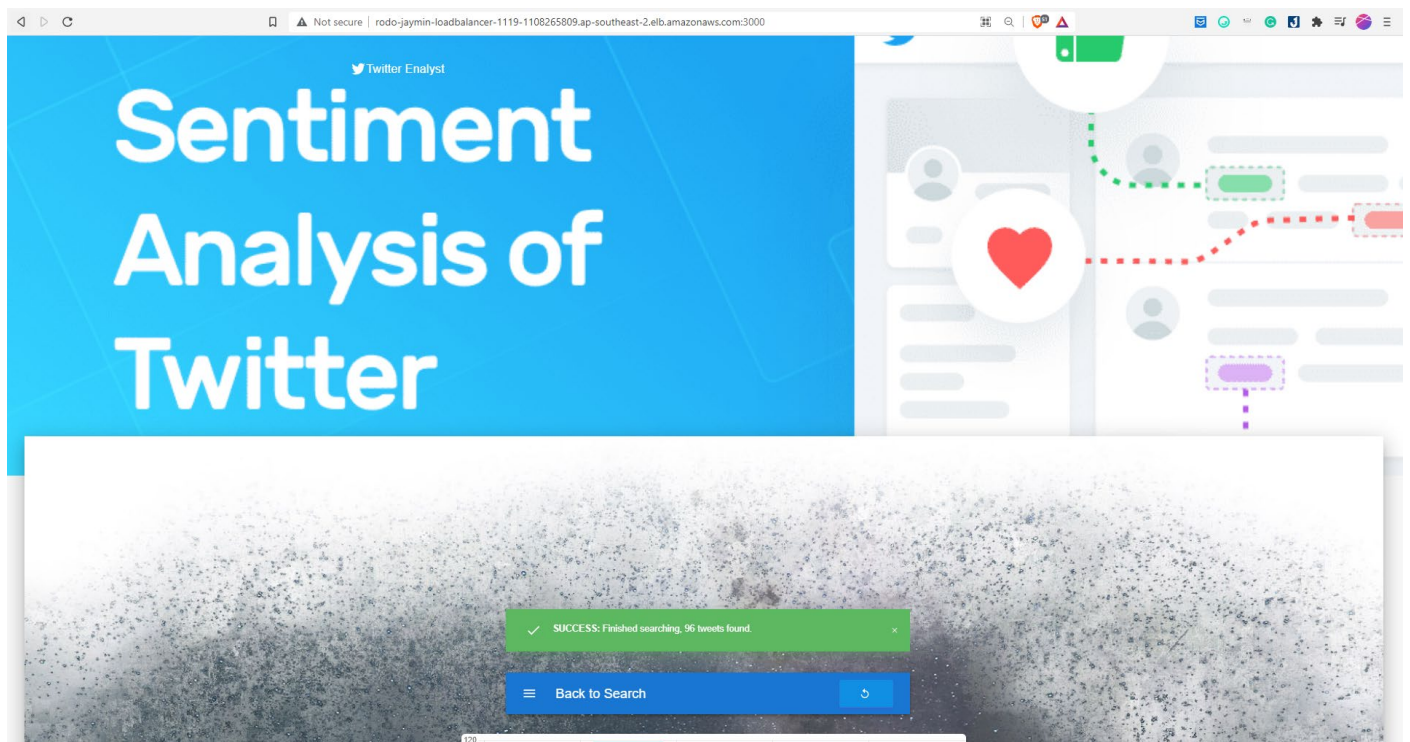 Not secure
rodo-jaymin-loadbalancer-1119-1108265809.ap-southeast-2.elb.amazonaws.com:3000
Twitter Enalyst
Sentiment
Analysis of
Twitter
SUCCESS: Finished searching, 96 tweets found. ×
Back to Search
120